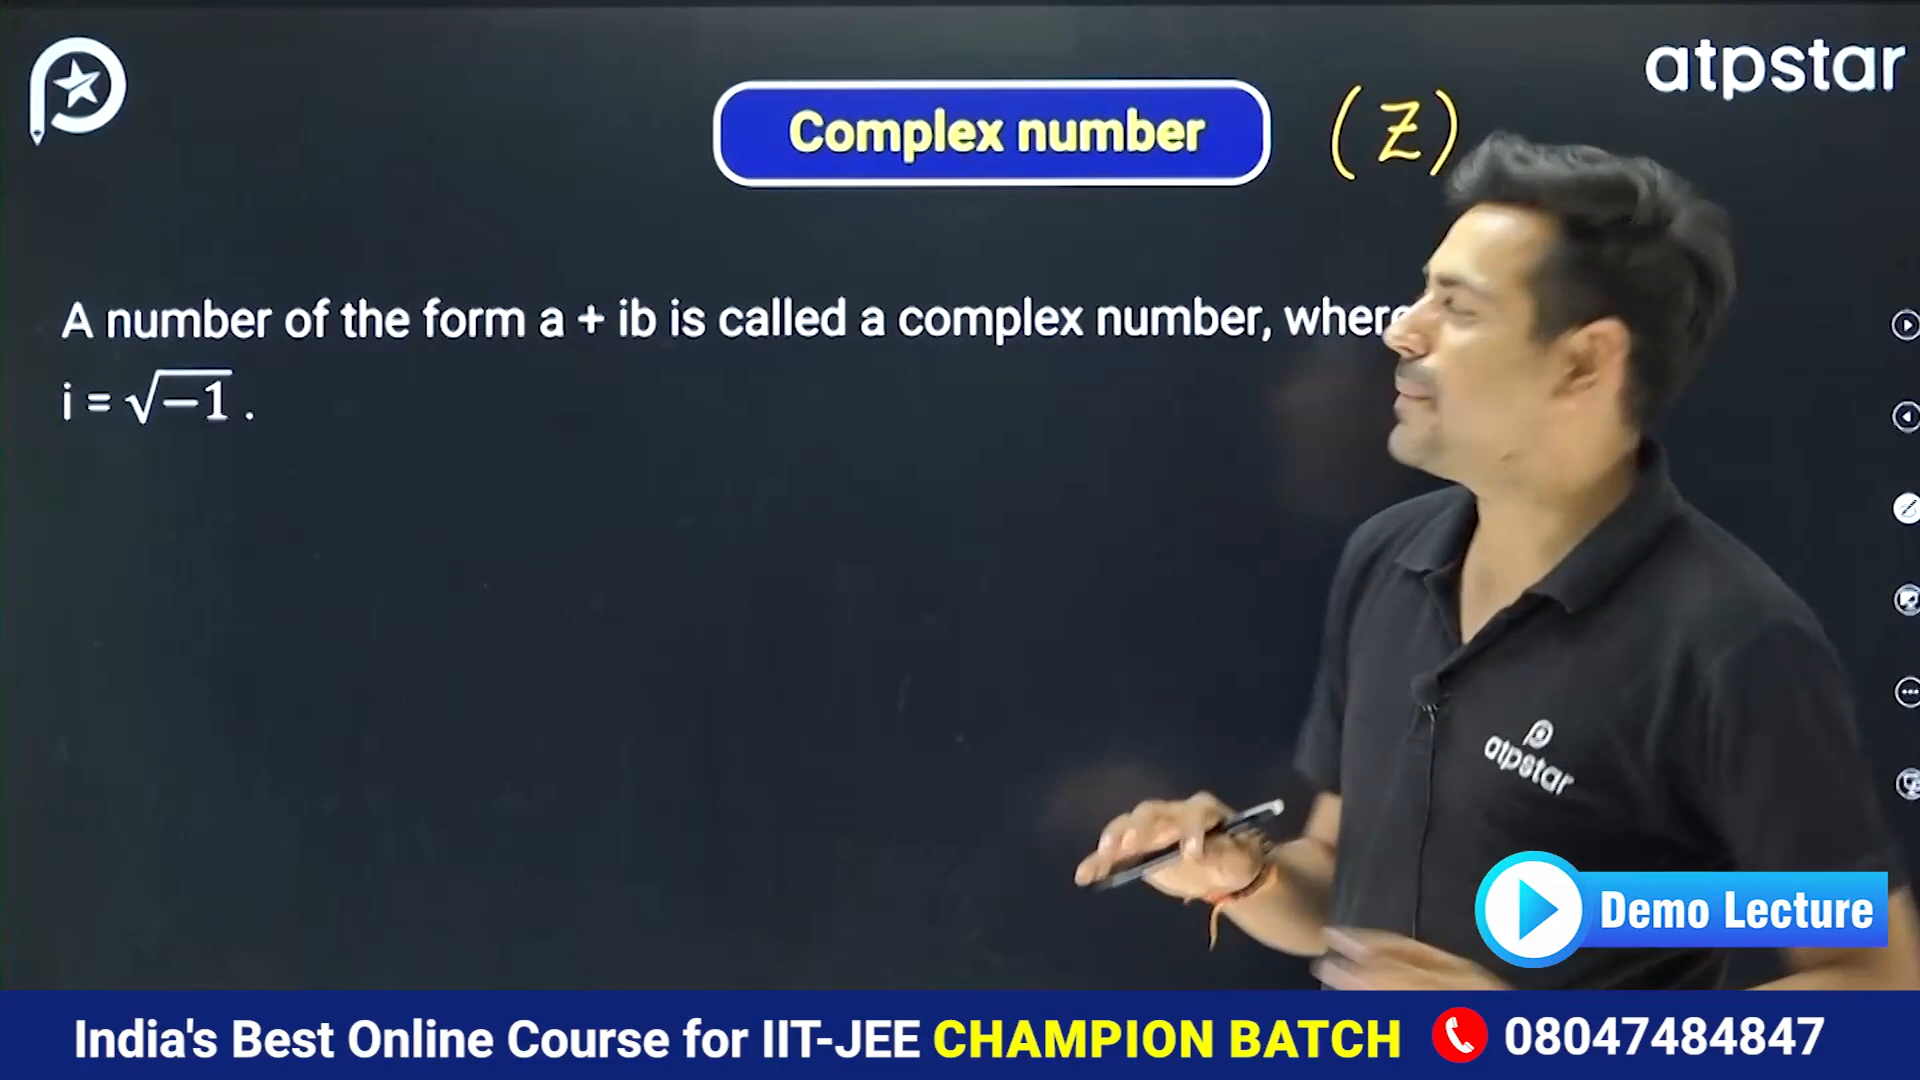 atpstar
Complex number (Z)
A number of the form a + ib is called a complex number, where
i = √−1 .
atpstar
Demo Lecture
India's Best Online Course for IIT-JEE CHAMPION BATCH 08047484847